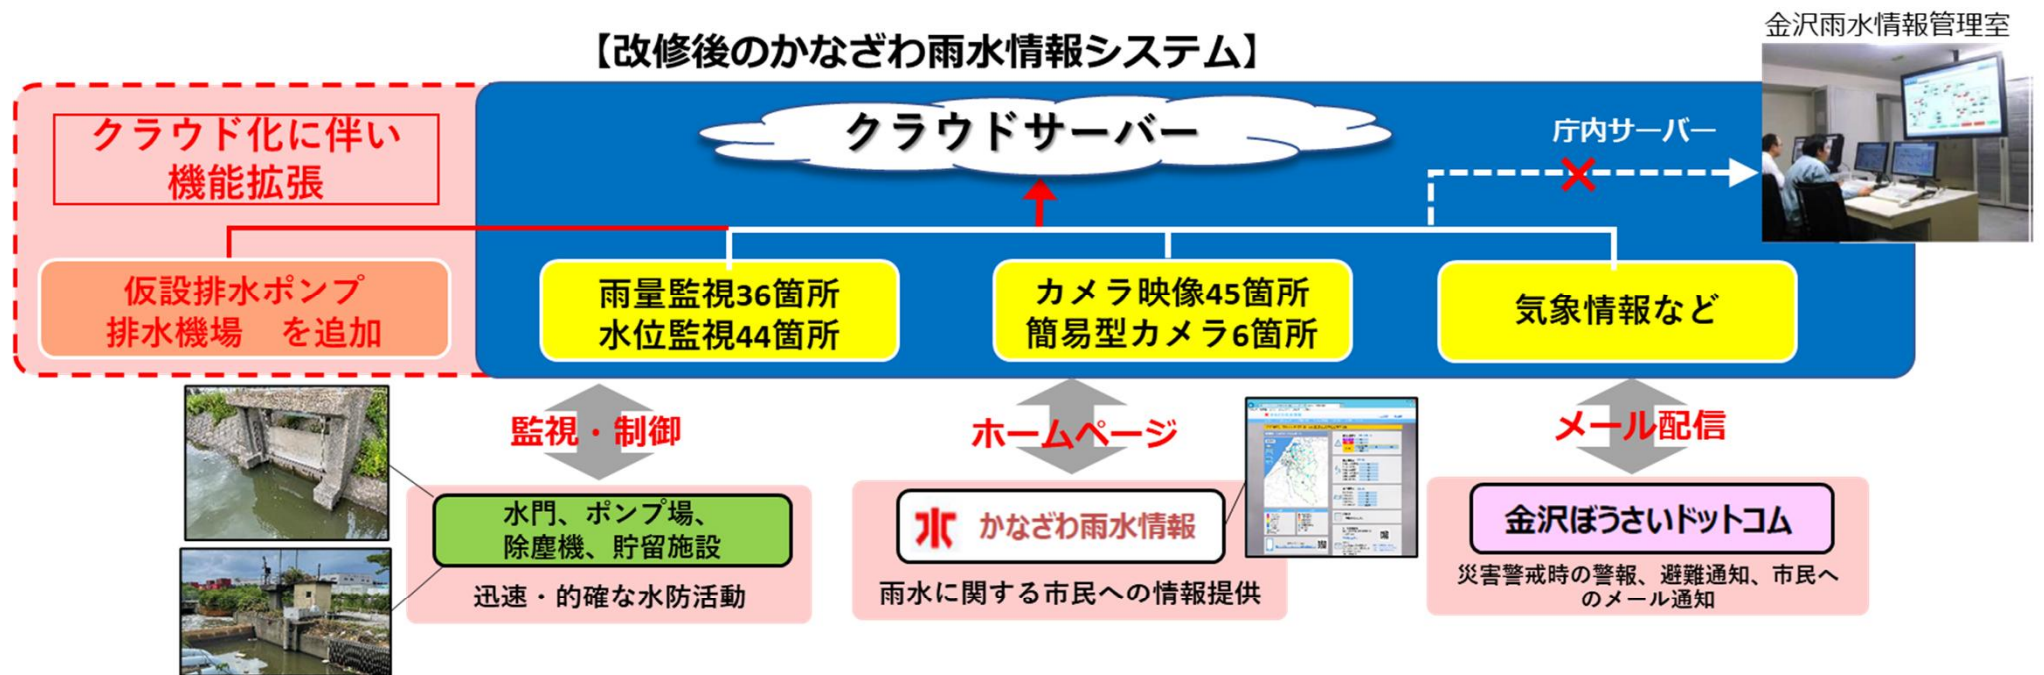 金沢雨水情報管理室
【改修後のかなざわ雨水情報システム】
クラウド化に伴い
機能拡張
クラウドサーバー
庁内サーバー
仮設排水ポンプ
排水機場　を追加
雨量監視36箇所
水位監視44箇所
カメラ映像45箇所
簡易型カメラ6箇所
気象情報など
監視・制御
ホームページ
メール配信
水門、ポンプ場、
除塵機、貯留施設
迅速・的確な水防活動
水 かなざわ雨水情報
雨水に関する市民への情報提供
金沢ぼうさいドットコム
災害警戒時の警報、避難通知、市民へ
のメール通知